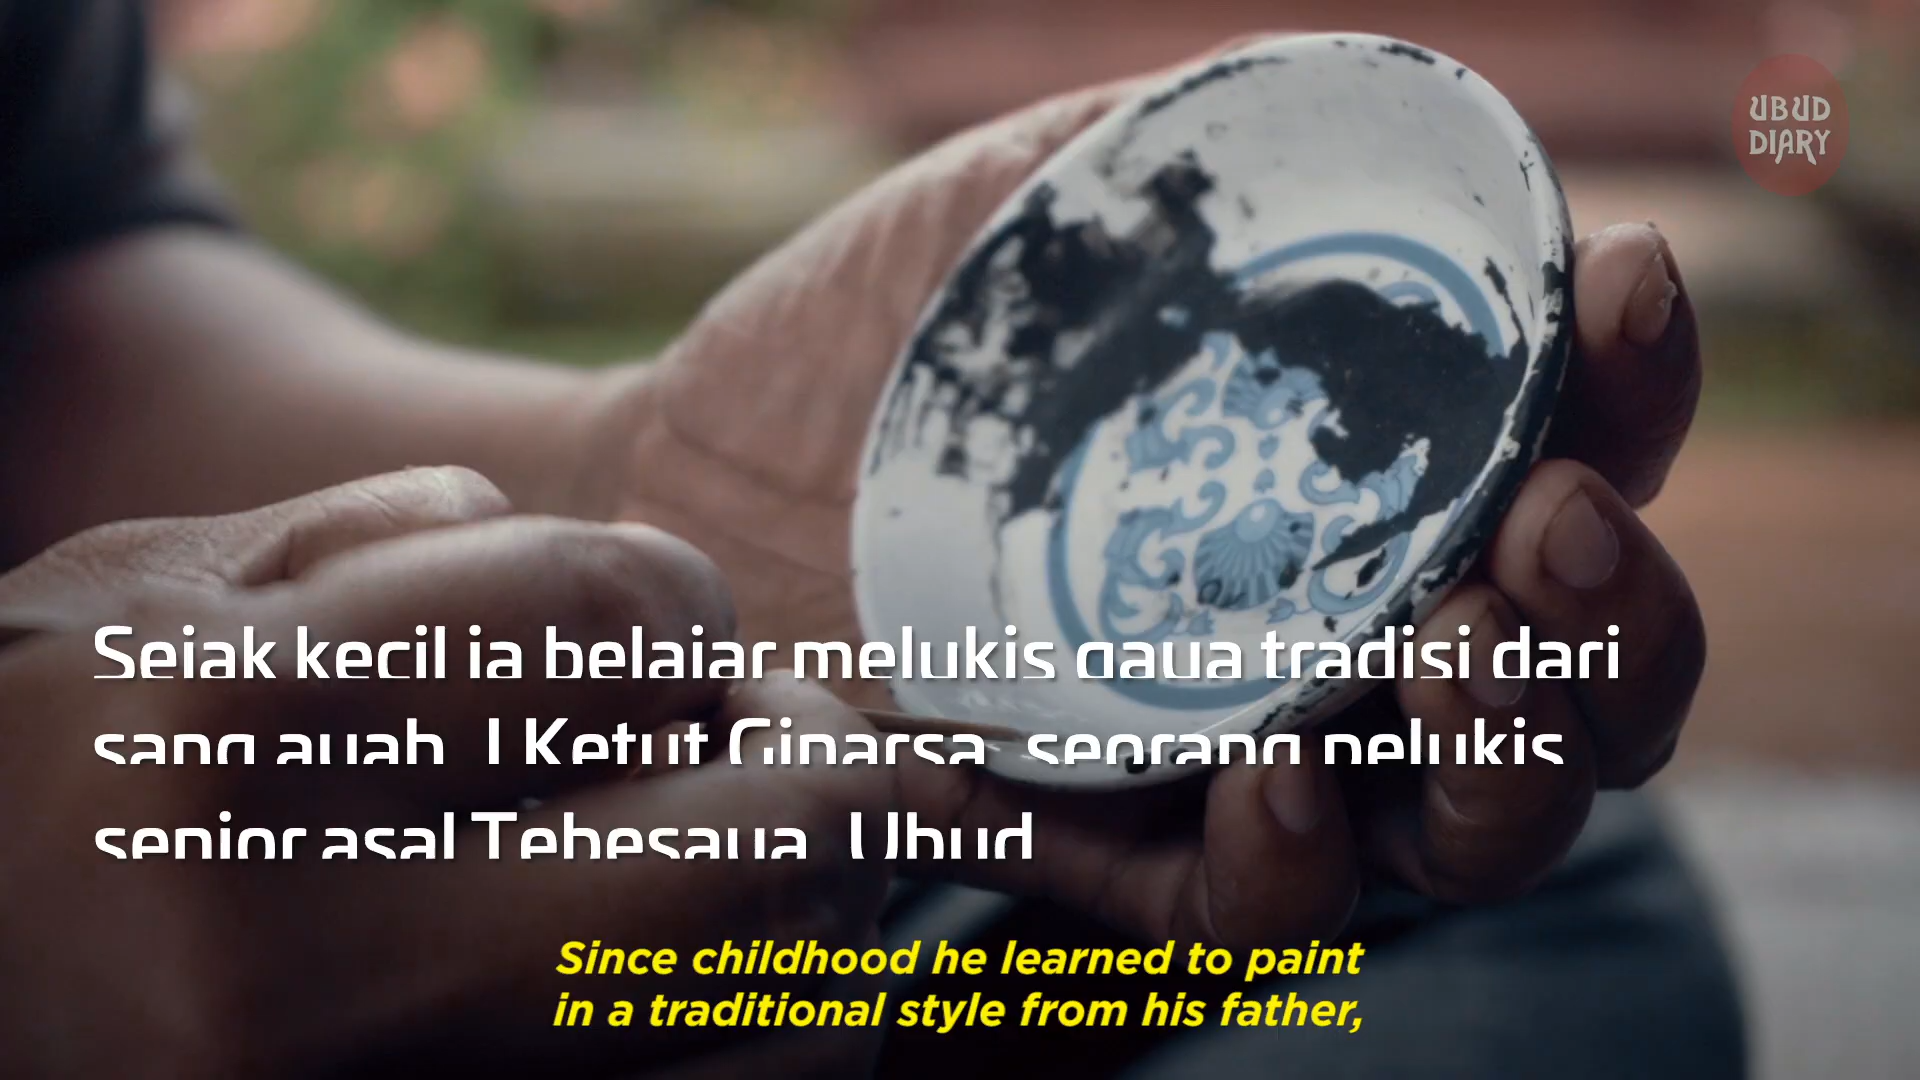 UBUD
DIARY
Sejak kecil ia belajar melukis gaya tradisi dari
sang ayah, I Ketut Ginarsa, seorang pelukis
senior asal Tebesaya, Ubud
Since childhood he learned to paint
in a traditional style from his father,